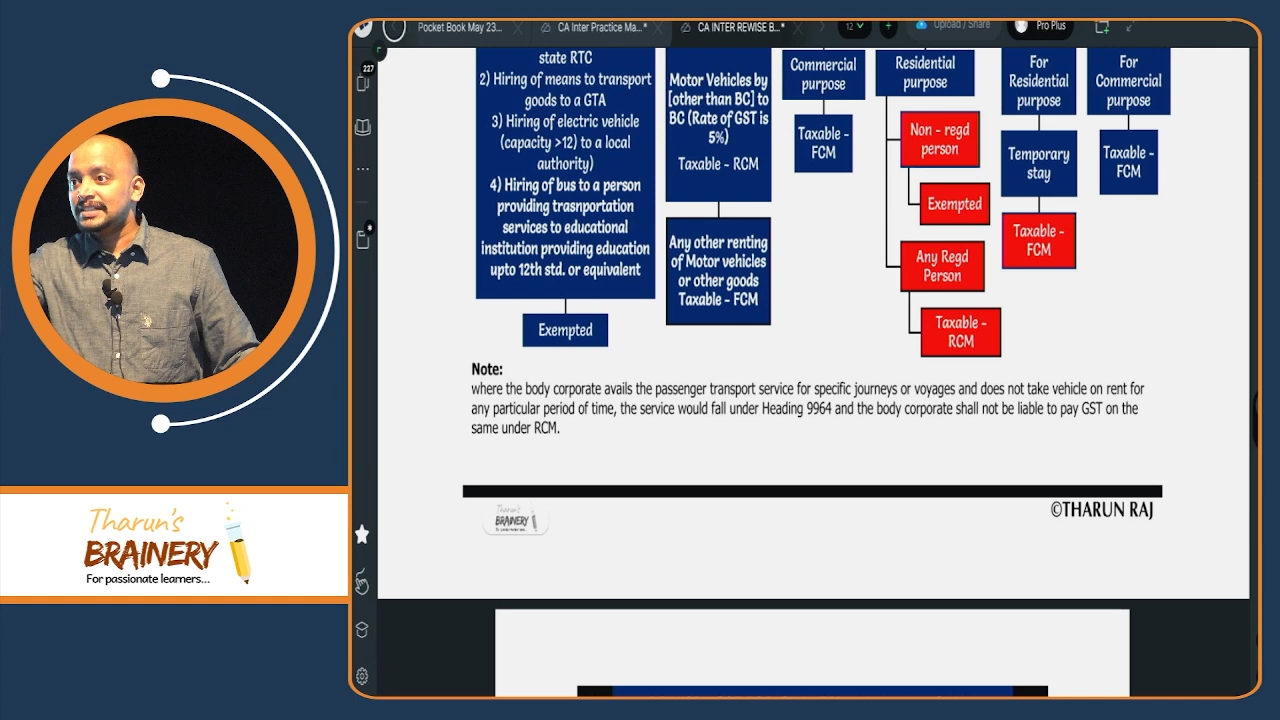 Pocket Book May 23...
CA Inter Practice Ma...*
CA INTER REWISE B...*
12
Upload / Share
Pro Plus
227
state RTC
2) Hiring of means to transport
goods to a GTA
3) Hiring of electric vehicle
(capacity >12) to a local
authority)
4) Hiring of bus to a person
providing trasnportation
services to educational
institution providing education
upto 12th std. or equivalent
Exempted
Motor Vehicles by
[other than BC] to
BC (Rate of GST is
5%)
Taxable - RCM
Any other renting
of Motor vehicles
or other goods
Taxable - FCM
Commercial
purpose
Taxable -
FCM
Residential
purpose
Non - regd
person
Exempted
Any Regd
Person
Taxable -
RCM
For
Residential
purpose
Temporary
stay
Taxable -
FCM
For
Commercial
purpose
Taxable -
FCM
Note:
where the body corporate avails the passenger transport service for specific journeys or voyages and does not take vehicle on rent for
any particular period of time, the service would fall under Heading 9964 and the body corporate shall not be liable to pay GST on the
same under RCM.
©THARUN RAJ
Tharun's
BRAINERY
Tharun's
BRAINERY
For passionate learners...